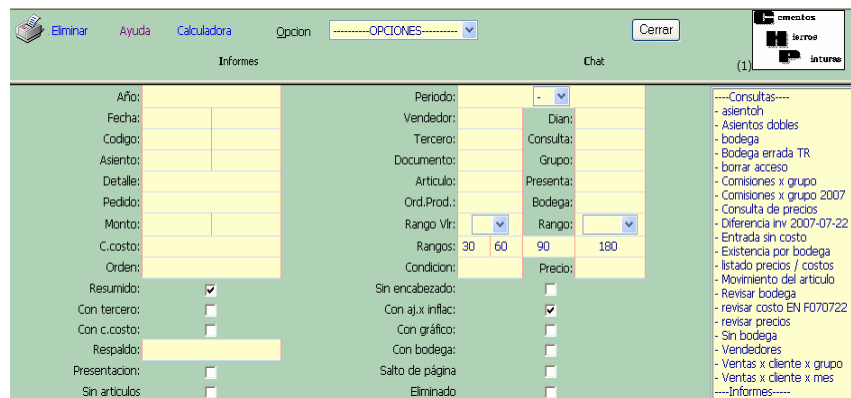 Eliminar Ayuda Calculadora Opcion ----------OPCIONES---------- Cerrar
Cementos
Hierros
Pinturas
Informes Chat (1)
Año: Periodo: -
Fecha: Vendedor: Dian:
Codigo: Tercero: Consulta:
Asiento: Documento: Grupo:
Detalle: Articulo: Presenta:
Pedido: Ord.Prod.: Bodega:
Monto: Rango Vlr: Rango:
C.costo: Rangos: 30 60 90 180
Orden: Condicion: Precio:
Resumido: Sin encabezado:
Con tercero: Con aj.x inflac:
Con c.costo: Con gráfico:
Respaldo: Con bodega:
Presentacion: Salto de página
Sin articulos Eliminado
----Consultas----
- asientoh
- Asientos dobles
- bodega
- Bodega errada TR
- borrar acceso
- Comisiones x grupo
- Comisiones x grupo 2007
- Consulta de precios
- Diferencia inv 2007-07-22
- Entrada sin costo
- Existencia por bodega
- listado precios / costos
- Movimiento del articulo
- Revisar bodega
- revisar costo EN F070722
- revisar precios
- Sin bodega
- Vendedores
- Ventas x cliente x grupo
- Ventas x cliente x mes
----Informes-----